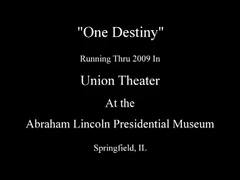 "One Destiny"
Running Thru 2009 In
Union Theater
At the
Abraham Lincoln Presidential Museum
Springfield, IL